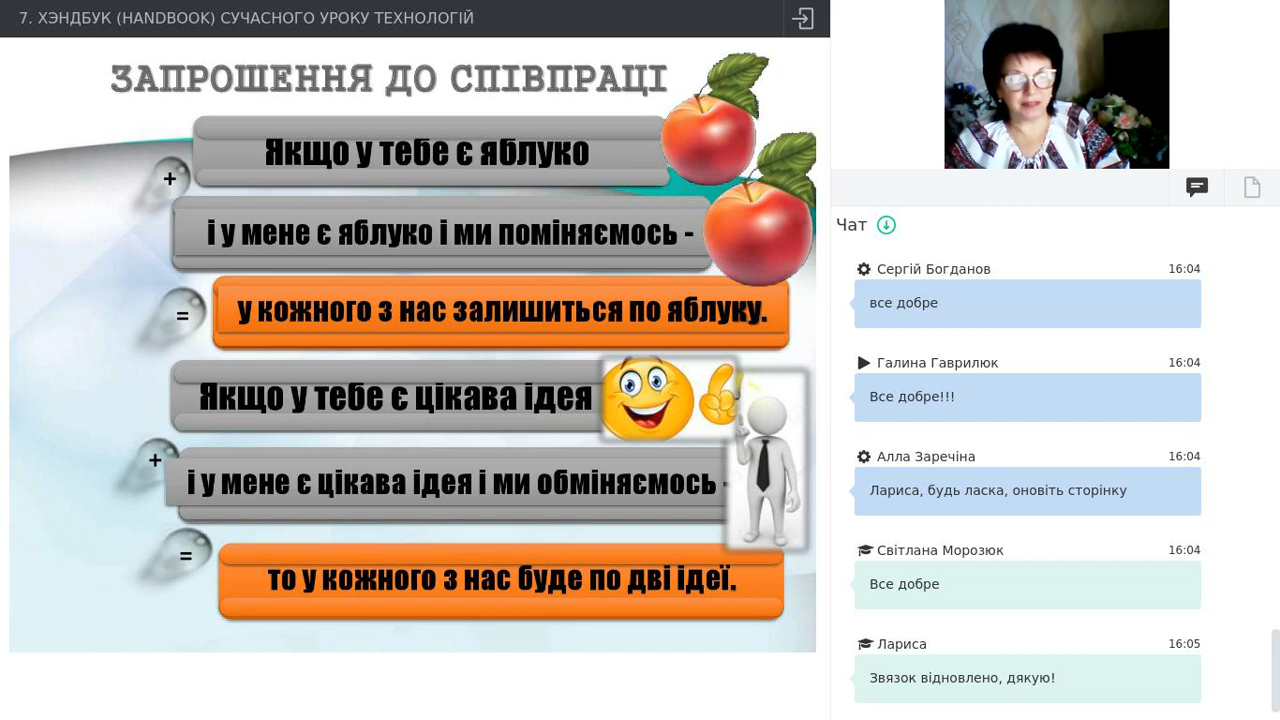 7. ХЭНДБУК (HANDBOOK) СУЧАСНОГО УРОКУ ТЕХНОЛОГІЙ
ЗАПРОШЕННЯ ДО СПІВПРАЦІ
Якщо у тебе є яблуко
+
і у мене є яблуко і ми поміняємось -
=
у кожного з нас залишиться по яблуку.
Якщо у тебе є цікава ідея
+
і у мене є цікава ідея і ми обміняємось -
=
то у кожного з нас буде по дві ідеї.
Чат
Сергій Богданов 16:04
все добре
Галина Гаврилюк 16:04
Все добре!!!
Алла Заречіна 16:04
Лариса, будь ласка, оновіть сторінку
Світлана Морозюк 16:04
Все добре
Лариса 16:05
Звязок відновлено, дякую!